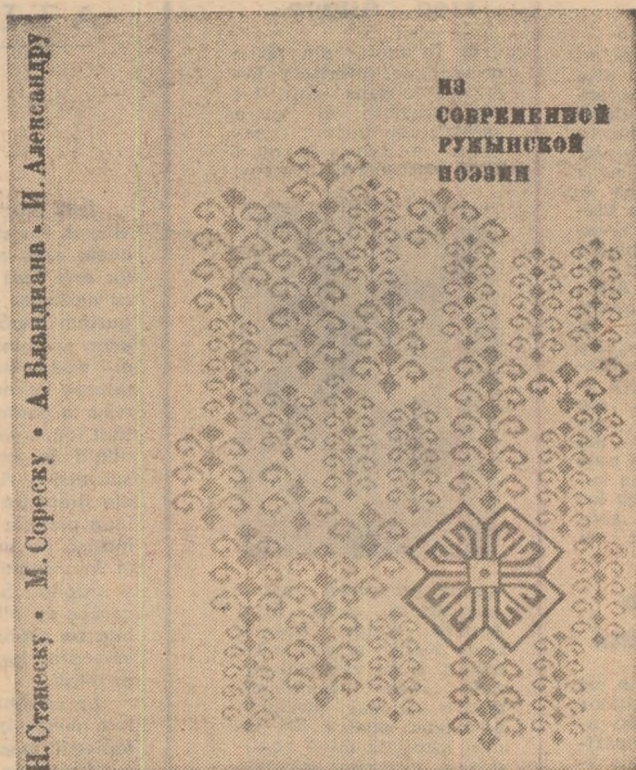 ИЗ
СОВРЕМЕННОЙ
РУМЫНСКОЙ
ПОЭЗИИ
Н. Стэнеску • М. Сореску • А. Бландиана • И. Александру